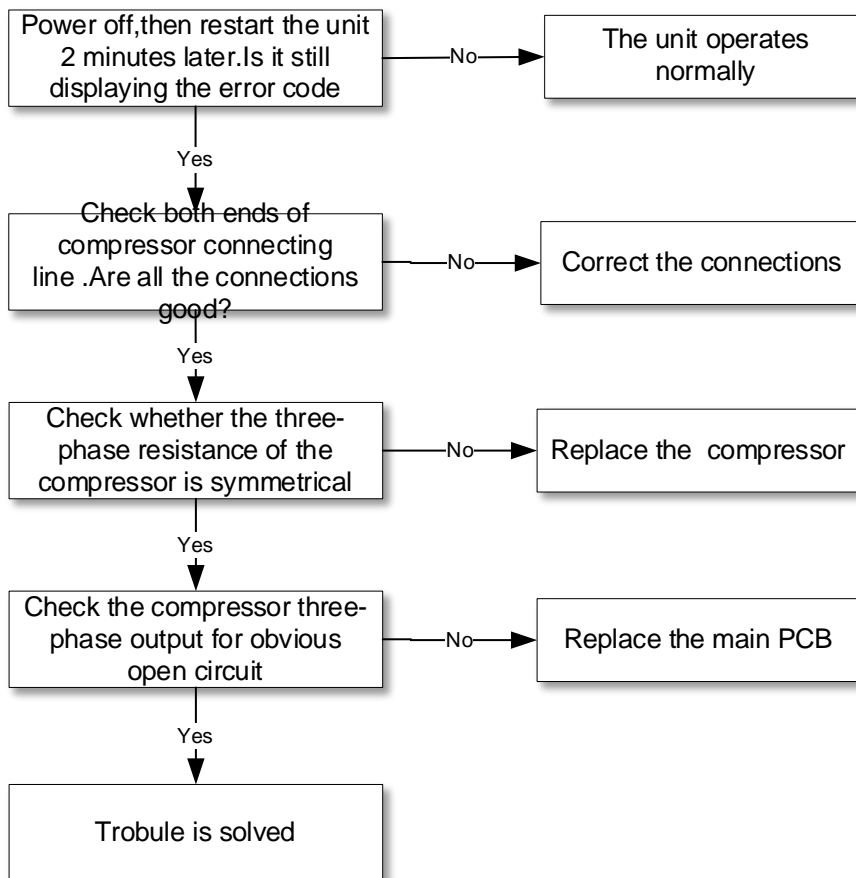 Power off,then restart the unit
2 minutes later.Is it still
displaying the error code
No
The unit operates
normally
Yes
Check both ends of
compressor connecting
line .Are all the connections
good?
No
Correct the connections
Yes
Check whether the three-
phase resistance of the
compressor is symmetrical
No
Replace the compressor
Yes
Check the compressor three-
phase output for obvious
open circuit
No
Replace the main PCB
Yes
Trobule is solved